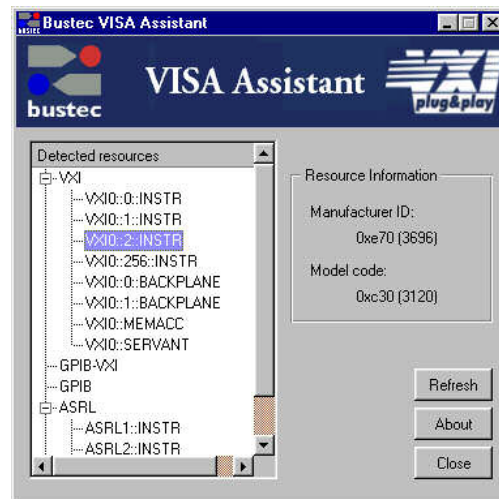 Bustec VISA Assistant
bustec
VISA Assistant
VXI
plug&play
Detected resources
VXI
VXI0::0::INSTR
VXI0::1::INSTR
VXI0::2::INSTR
VXI0::256::INSTR
VXI0::0::BACKPLANE
VXI0::1::BACKPLANE
VXI0::MEMACC
VXI0::SERVANT
GPIB-VXI
GPIB
ASRL
ASRL1::INSTR
ASRL2::INSTR
Resource Information
Manufacturer ID:
0xe70 (3696)
Model code:
0xc30 (3120)
Refresh
About
Close